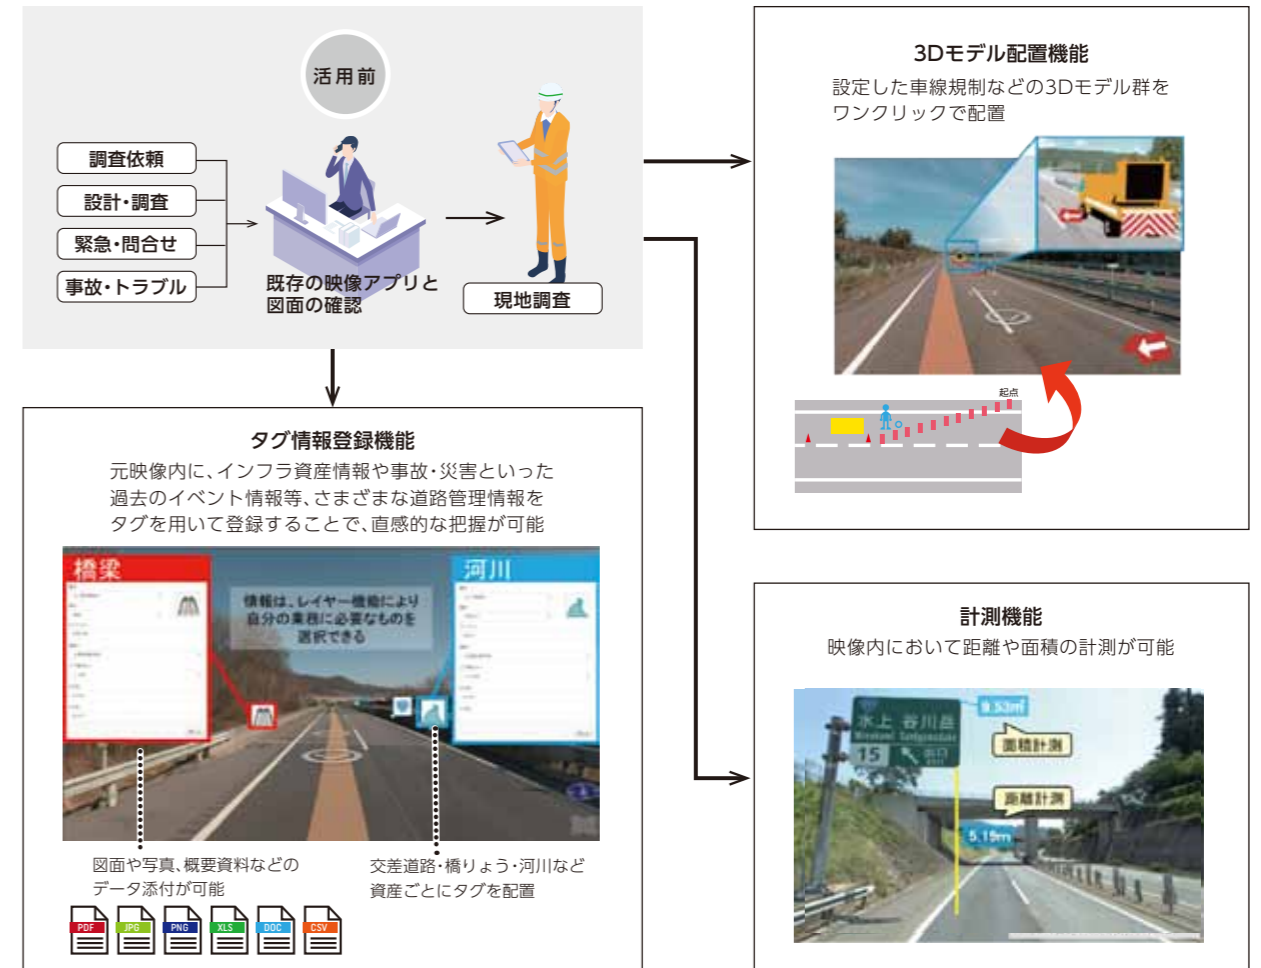 活用前
調査依頼
設計・調査
緊急・問合せ
事故・トラブル
既存の映像アプリと
図面の確認
現地調査
3Dモデル配置機能
設定した車線規制などの3Dモデル群を
ワンクリックで配置
起点
タグ情報登録機能
元映像内に、インフラ資産情報や事故・災害といった
過去のイベント情報等、さまざまな道路管理情報を
タグを用いて登録することで、直感的な把握が可能
橋梁
河川
情報は、レイヤー機能により
自分の業務に必要なものを
選択できる
図面や写真、概要資料などの
データ添付が可能
交差道路・橋りょう・河川など
資産ごとにタグを配置
PDF
JPG
PNG
XLS
DOC
CSV
計測機能
映像内において距離や面積の計測が可能
水上 谷川岳
15
出口
9.53㎡
面積計測
距離計測
5.15m